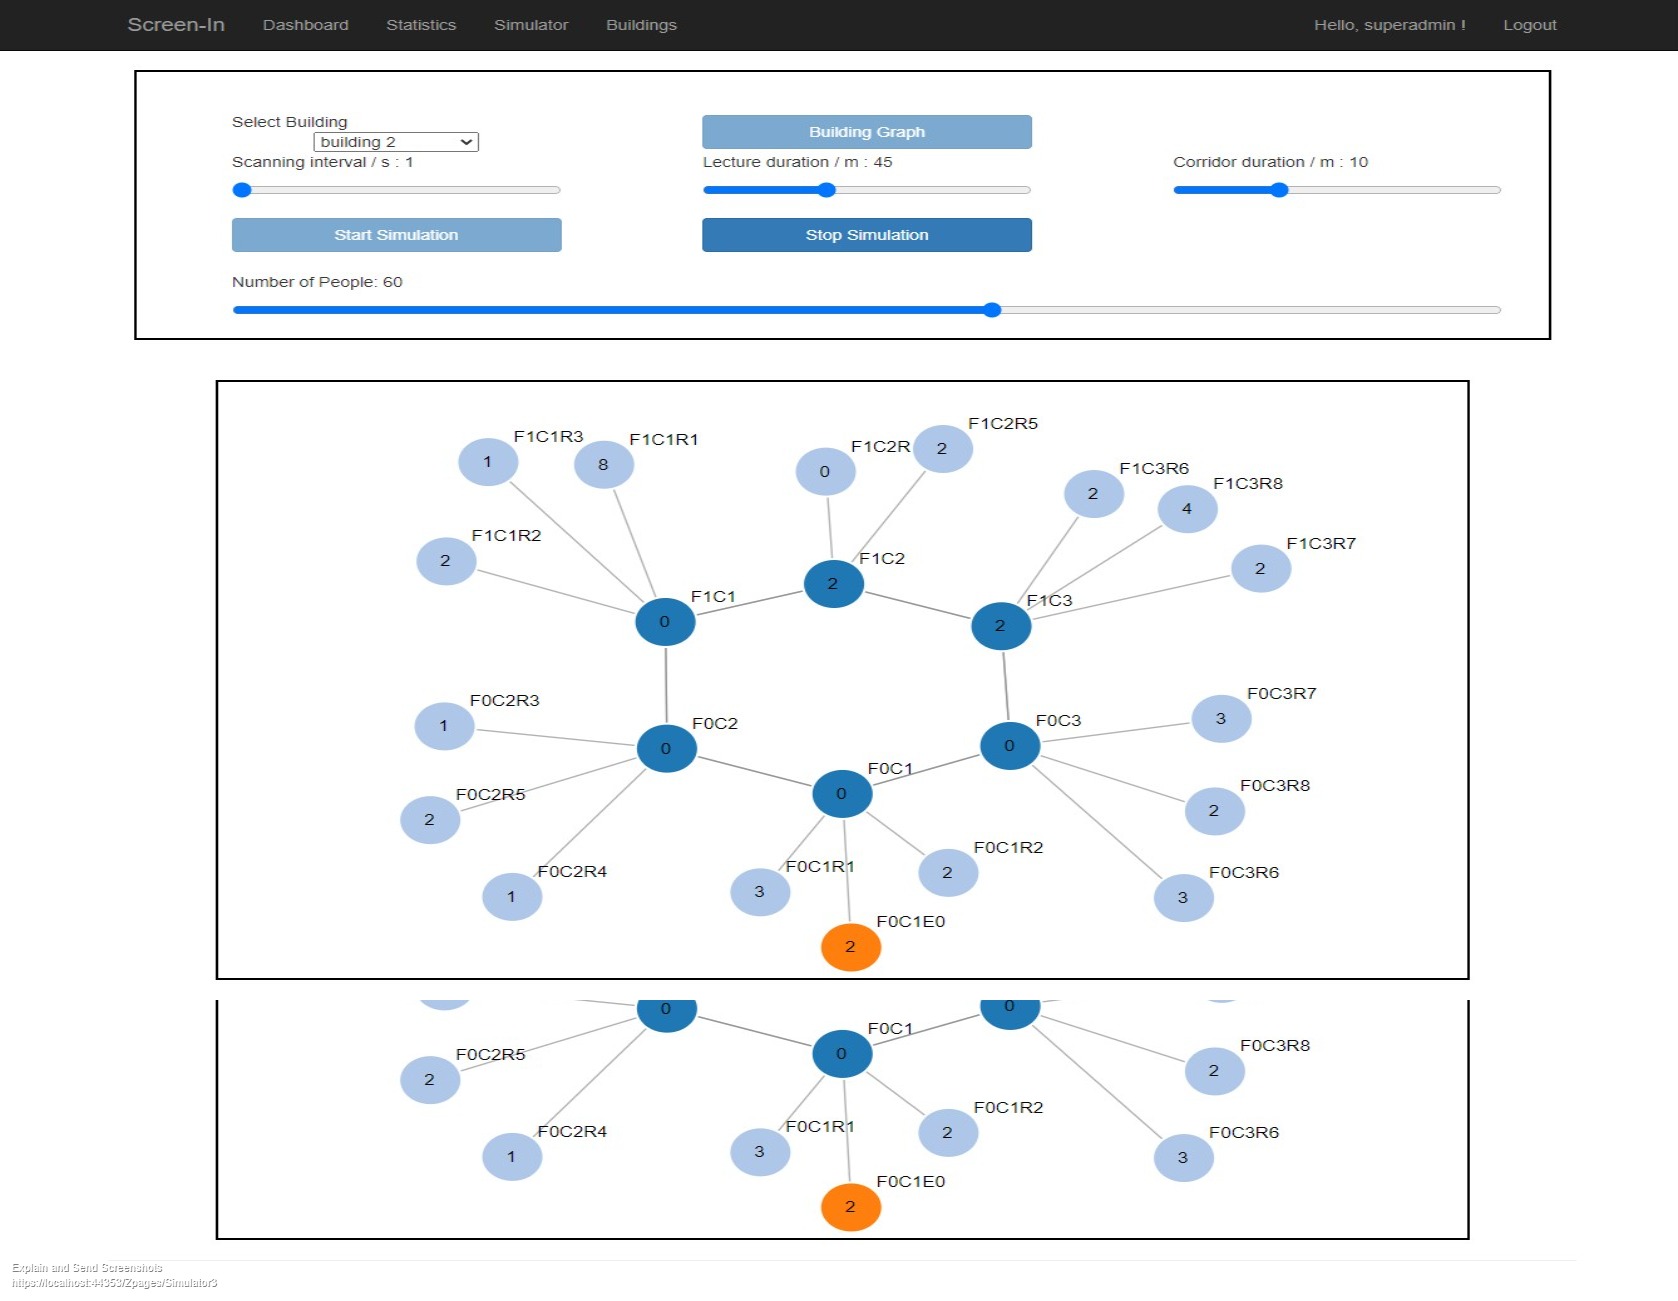 Screen-In Dashboard Statistics Simulator Buildings Hello, superadmin ! Logout
Select Building
building 2
Building Graph
Scanning interval / s : 1
Lecture duration / m : 45
Corridor duration / m : 10
Start Simulation
Stop Simulation
Number of People: 60
F1C2R5
2
F1C1R3
1
F1C1R1
8
F1C2R
0
F1C3R6
2
F1C3R8
4
F1C1R2
2
F1C3R7
2
F1C2
2
F1C1
0
F1C3
2
F0C2R3
1
F0C3R7
3
F0C2
0
F0C3
0
F0C1
0
F0C2R5
2
F0C3R8
2
F0C2R4
1
F0C1R1
3
F0C1R2
2
F0C3R6
3
F0C1E0
2
0
0
F0C1
0
F0C2R5
2
F0C3R8
2
F0C2R4
1
F0C1R1
3
F0C1R2
2
F0C3R6
3
F0C1E0
2
Explain and Send Screenshots
https://localhost:44353/Zpages/Simulator3